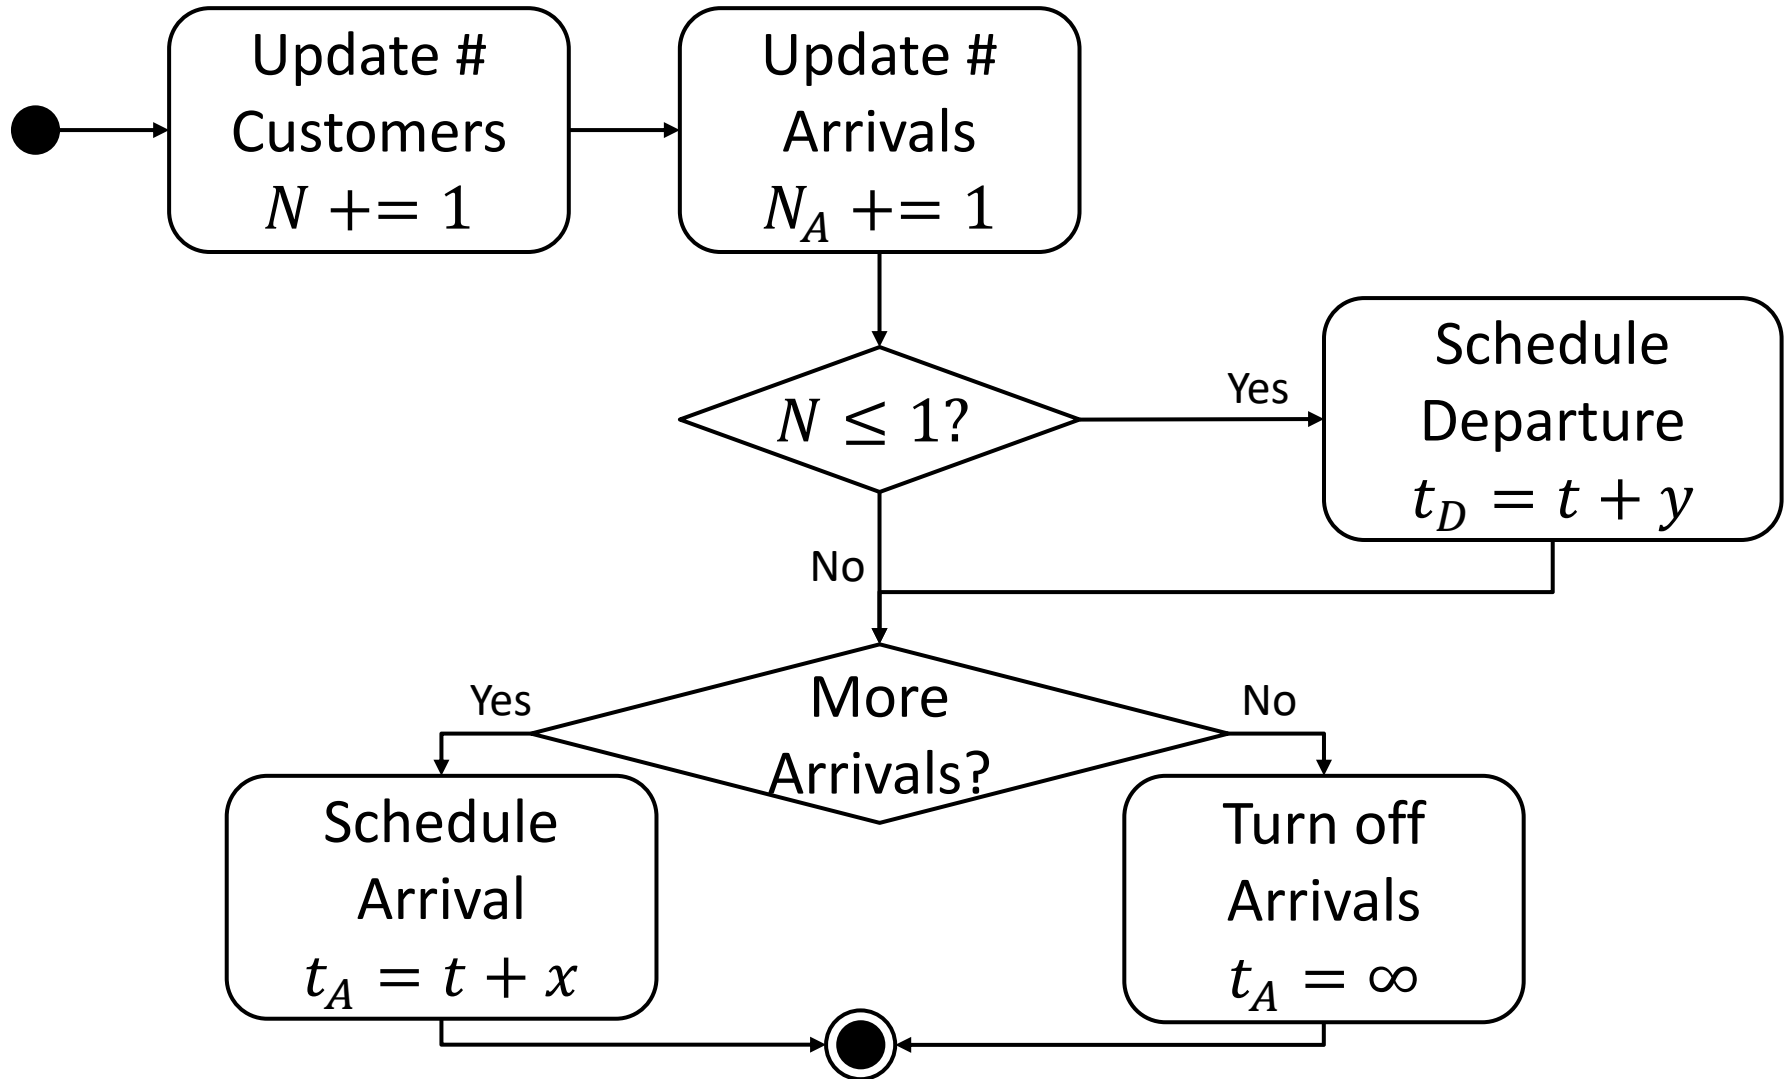 Update #
Customers
N += 1
Update #
Arrivals
N_A += 1
N ≤ 1?
Yes
Schedule
Departure
t_D = t + y
No
More
Arrivals?
Yes
No
Schedule
Arrival
t_A = t + x
Turn off
Arrivals
t_A = ∞